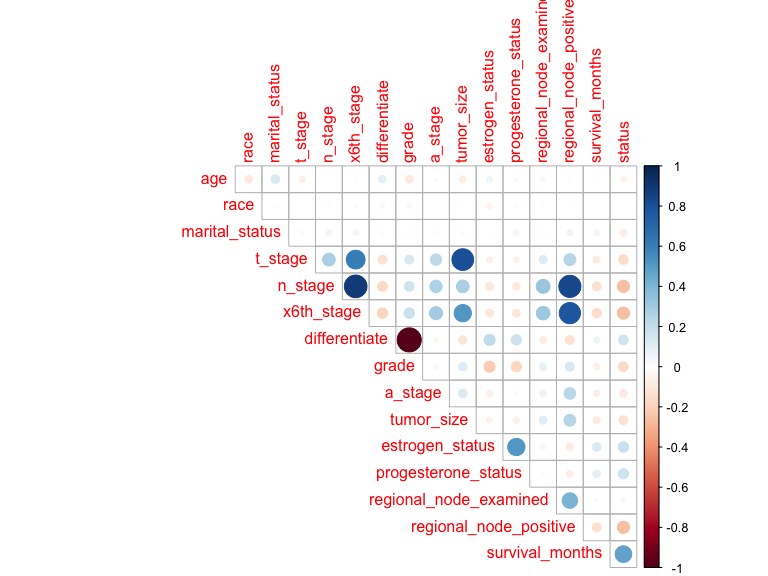 race
marital_status
t_stage
n_stage
x6th_stage
differentiate
grade
a_stage
tumor_size
estrogen_status
progesterone_status
regional_node_examine
regional_node_positive
survival_months
status
age
race
marital_status
t_stage
n_stage
x6th_stage
differentiate
grade
a_stage
tumor_size
estrogen_status
progesterone_status
regional_node_examined
regional_node_positive
survival_months
1
0.8
0.6
0.4
0.2
0
-0.2
-0.4
-0.6
-0.8
-1